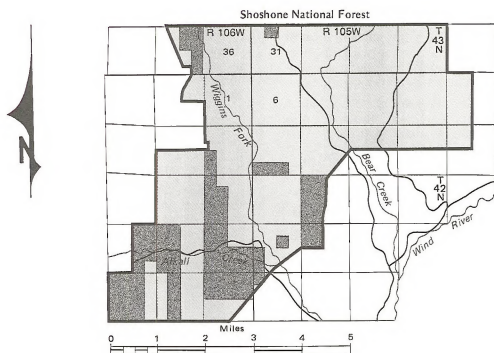 Shoshone National Forest
R 106W
R 105W
T
43
N
36
31
1
6
Wiggins
Fork
Bear
Creek
T
42
N
Wind
River
Miles
0 1 2 3 4 5
N